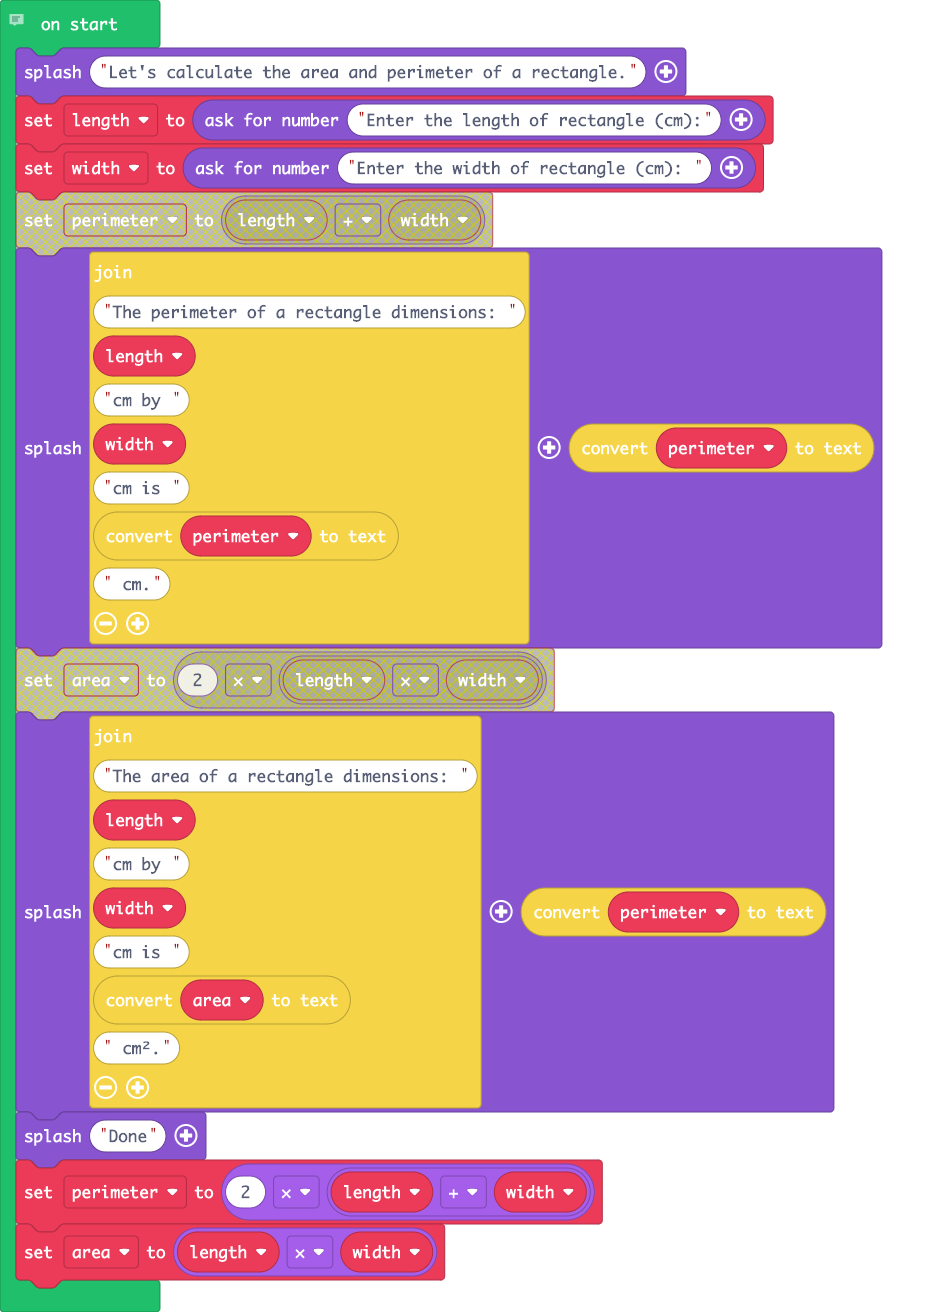 on start
splash "Let's calculate the area and perimeter of a rectangle."
set length to ask for number "Enter the length of rectangle (cm):"
set width to ask for number "Enter the width of rectangle (cm): "
set perimeter to length + width
join
"The perimeter of a rectangle dimensions: "
length
"cm by "
width
splash convert perimeter to text
"cm is "
convert perimeter to text
" cm."
set area to 2 × length × width
join
"The area of a rectangle dimensions: "
length
"cm by "
width
splash convert perimeter to text
"cm is "
convert area to text
" cm²."
splash "Done"
set perimeter to 2 × length + width
set area to length × width